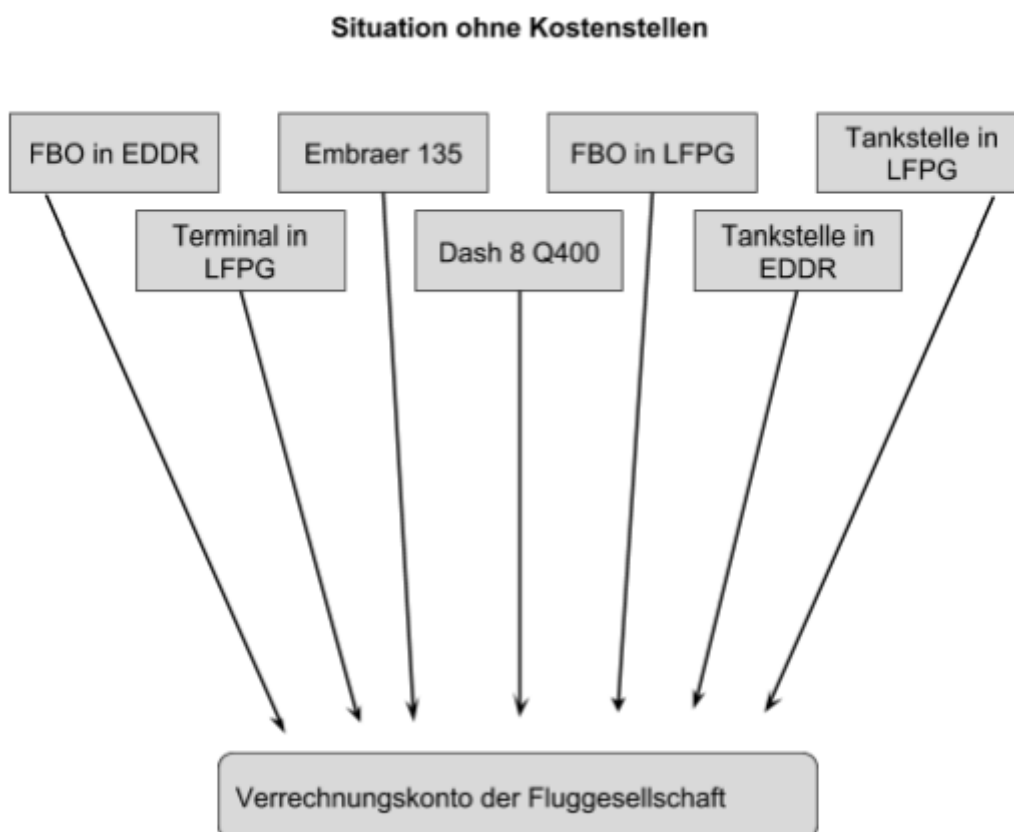 Situation ohne Kostenstellen
FBO in EDDR
Embraer 135
FBO in LFPG
Tankstelle in
LFPG
Terminal in
LFPG
Dash 8 Q400
Tankstelle in
EDDR
Verrechnungskonto der Fluggesellschaft